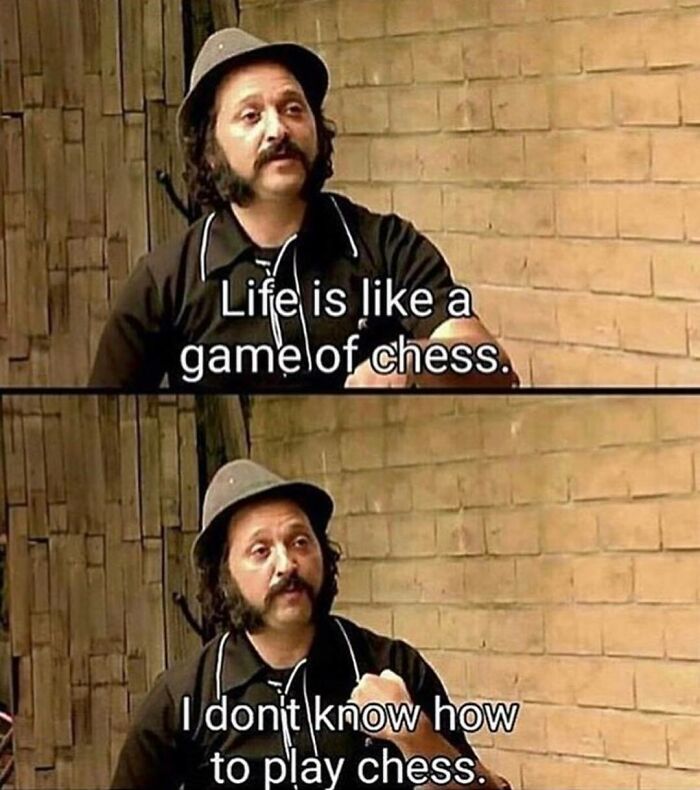 Life is like a
game of chess.
I don't know how
to play chess.